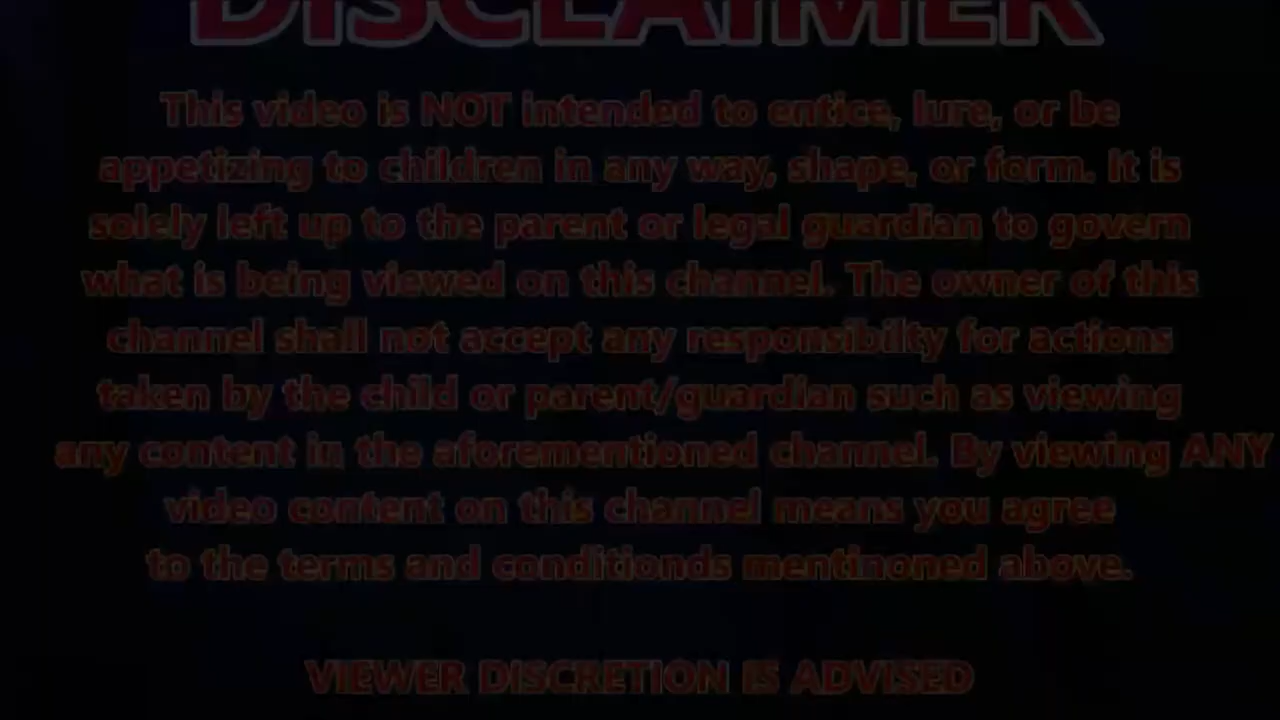 DISCLAIMER
This video is NOT intended to entice, lure, or be
appetizing to children in any way, shape, or form. It is
solely left up to the parent or legal guardian to govern
what is being viewed on this channel. The owner of this
channel shall not accept any responsibilty for actions
taken by the child or parent/guardian such as viewing
any content in the aforementioned channel. By viewing ANY
video content on this channel means you agree
to the terms and conditionds mentinoned above.
VIEWER DISCRETION IS ADVISED